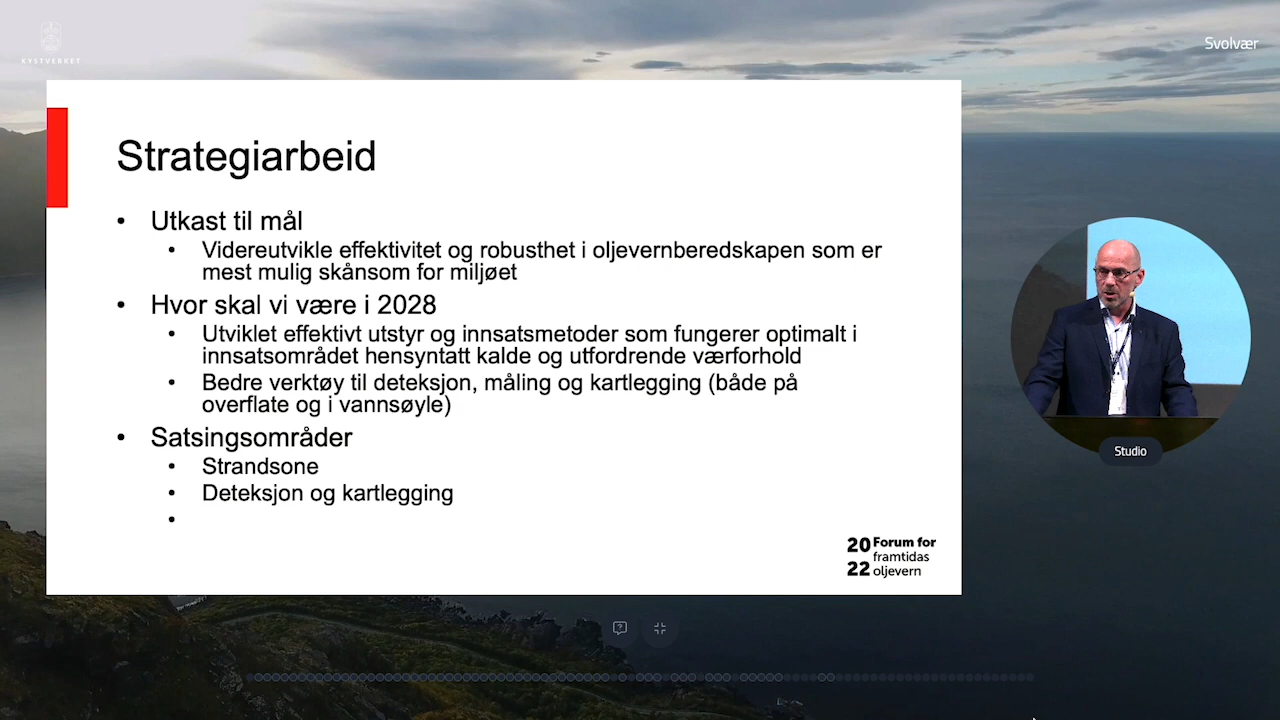 KYSTVERKET
Svolvær
Strategiarbeid
• Utkast til mål
• Videreutvikle effektivitet og robusthet i oljevernberedskapen som er
mest mulig skånsom for miljøet
• Hvor skal vi være i 2028
• Utviklet effektivt utstyr og innsatsmetoder som fungerer optimalt i
innsatsområdet hensyntatt kalde og utfordrende værforhold
• Bedre verktøy til deteksjon, måling og kartlegging (både på
overflate og i vannsøyle)
• Satsingsområder
• Strandsone
• Deteksjon og kartlegging
•
Studio
20 Forum for
framtidas
22 oljevern